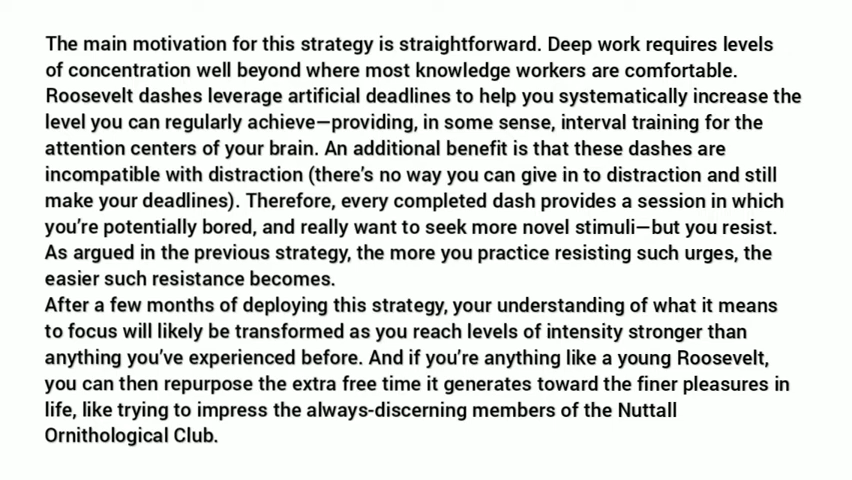 The main motivation for this strategy is straightforward. Deep work requires levels
of concentration well beyond where most knowledge workers are comfortable.
Roosevelt dashes leverage artificial deadlines to help you systematically increase the
level you can regularly achieve—providing, in some sense, interval training for the
attention centers of your brain. An additional benefit is that these dashes are
incompatible with distraction (there's no way you can give in to distraction and still
make your deadlines). Therefore, every completed dash provides a session in which
you're potentially bored, and really want to seek more novel stimuli—but you resist.
As argued in the previous strategy, the more you practice resisting such urges, the
easier such resistance becomes.
After a few months of deploying this strategy, your understanding of what it means
to focus will likely be transformed as you reach levels of intensity stronger than
anything you've experienced before. And if you're anything like a young Roosevelt,
you can then repurpose the extra free time it generates toward the finer pleasures in
life, like trying to impress the always-discerning members of the Nuttall
Ornithological Club.